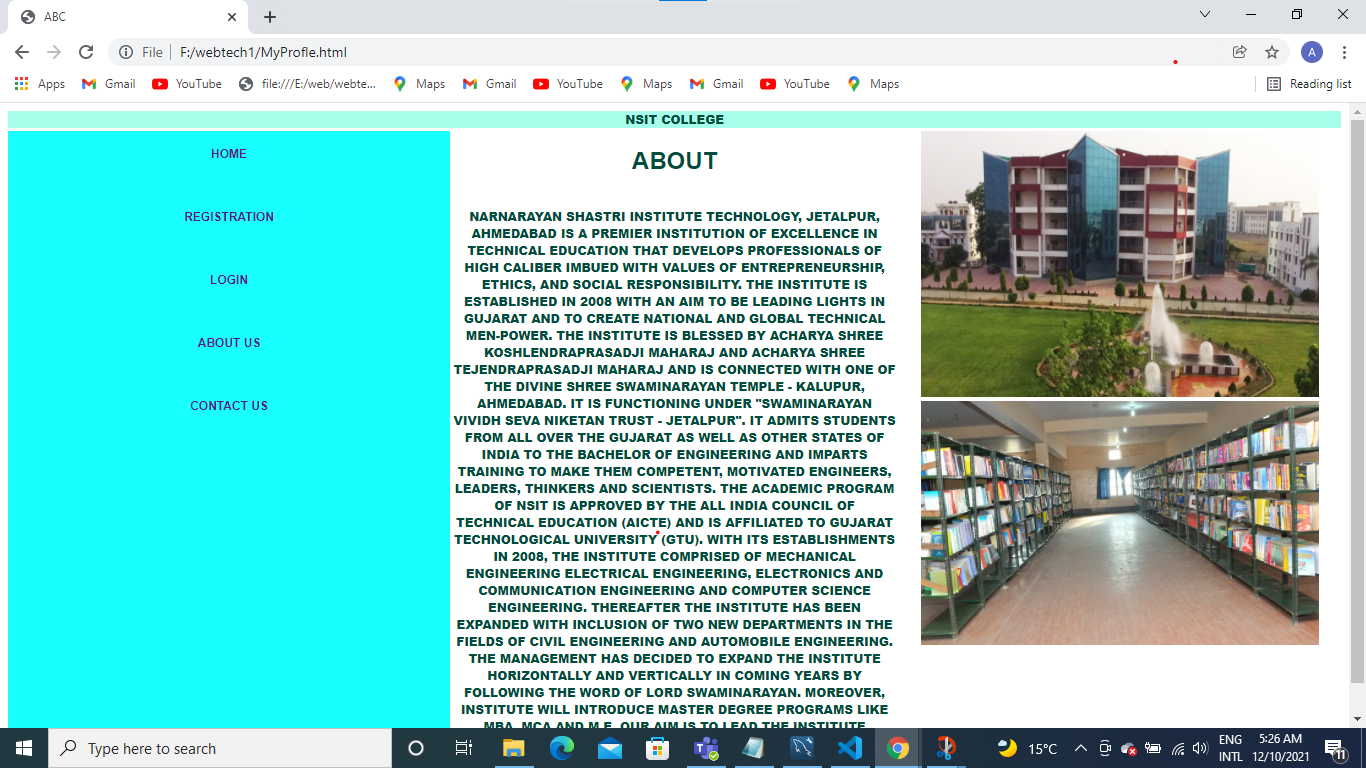 ABC
File
F:/webtech1/MyProfle.html
A
Apps
Gmail
YouTube
file:///E:/web/webte...
Maps
Gmail
YouTube
Maps
Gmail
YouTube
Maps
Reading list
NSIT COLLEGE
HOME
REGISTRATION
LOGIN
ABOUT US
CONTACT US
ABOUT
NARNARAYAN SHASTRI INSTITUTE TECHNOLOGY, JETALPUR,
AHMEDABAD IS A PREMIER INSTITUTION OF EXCELLENCE IN
TECHNICAL EDUCATION THAT DEVELOPS PROFESSIONALS OF
HIGH CALIBER IMBUED WITH VALUES OF ENTREPRENEURSHIP,
ETHICS, AND SOCIAL RESPONSIBILITY. THE INSTITUTE IS
ESTABLISHED IN 2008 WITH AN AIM TO BE LEADING LIGHTS IN
GUJARAT AND TO CREATE NATIONAL AND GLOBAL TECHNICAL
MEN-POWER. THE INSTITUTE IS BLESSED BY ACHARYA SHREE
KOSHLENDRAPRASADJI MAHARAJ AND ACHARYA SHREE
TEJENDRAPRASADJI MAHARAJ AND IS CONNECTED WITH ONE OF
THE DIVINE SHREE SWAMINARAYAN TEMPLE - KALUPUR,
AHMEDABAD. IT IS FUNCTIONING UNDER "SWAMINARAYAN
VIVIDH SEVA NIKETAN TRUST - JETALPUR". IT ADMITS STUDENTS
FROM ALL OVER THE GUJARAT AS WELL AS OTHER STATES OF
INDIA TO THE BACHELOR OF ENGINEERING AND IMPARTS
TRAINING TO MAKE THEM COMPETENT, MOTIVATED ENGINEERS,
LEADERS, THINKERS AND SCIENTISTS. THE ACADEMIC PROGRAM
OF NSIT IS APPROVED BY THE ALL INDIA COUNCIL OF
TECHNICAL EDUCATION (AICTE) AND IS AFFILIATED TO GUJARAT
TECHNOLOGICAL UNIVERSITY (GTU). WITH ITS ESTABLISHMENTS
IN 2008, THE INSTITUTE COMPRISED OF MECHANICAL
ENGINEERING ELECTRICAL ENGINEERING, ELECTRONICS AND
COMMUNICATION ENGINEERING AND COMPUTER SCIENCE
ENGINEERING. THEREAFTER THE INSTITUTE HAS BEEN
EXPANDED WITH INCLUSION OF TWO NEW DEPARTMENTS IN THE
FIELDS OF CIVIL ENGINEERING AND AUTOMOBILE ENGINEERING.
THE MANAGEMENT HAS DECIDED TO EXPAND THE INSTITUTE
HORIZONTALLY AND VERTICALLY IN COMING YEARS BY
FOLLOWING THE WORD OF LORD SWAMINARAYAN. MOREOVER,
INSTITUTE WILL INTRODUCE MASTER DEGREE PROGRAMS LIKE
MBA, MCA AND M.E. OUR AIM IS TO LEAD THE INSTITUTE
Type here to search
15°C
ENG
INTL
5:26 AM
12/10/2021
11